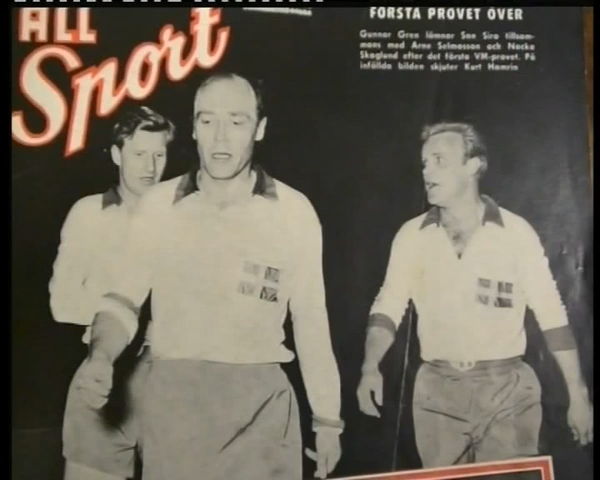 ALL
Sport
FÖRSTA PROVET ÖVER
Gunnar Gren lämnar San Siro tillsam-
mans med Arne Selmosson och Nacka
Skoglund efter det första VM-provet. På
infällda bilden skjuter Kurt Hamrin